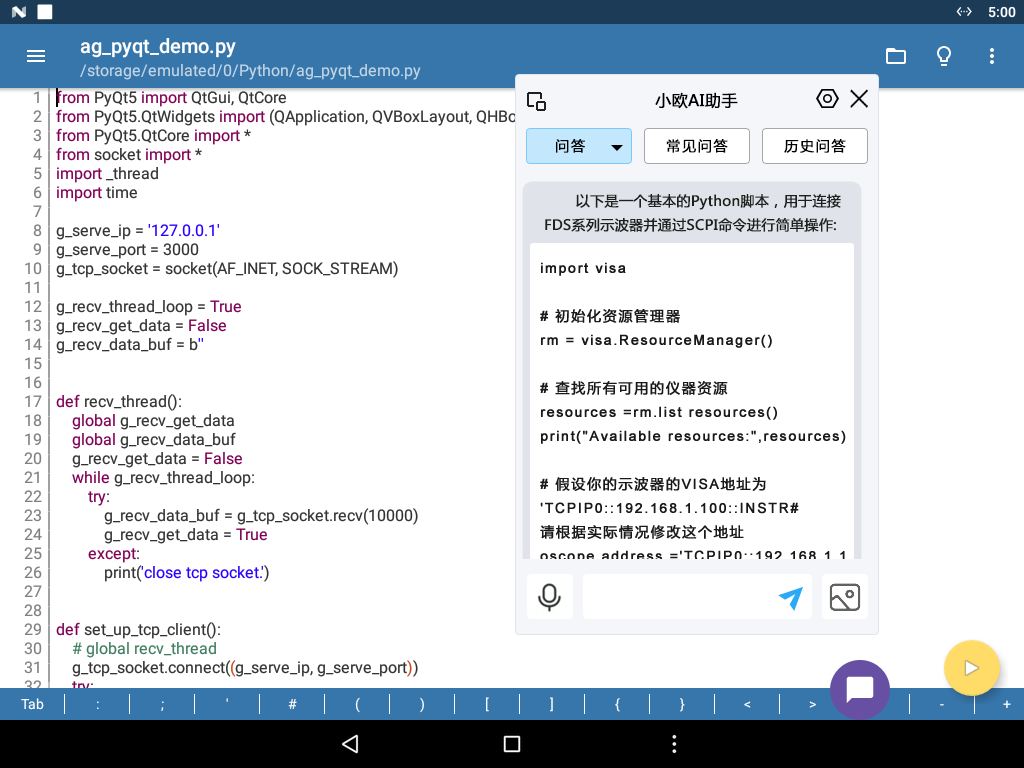 5:00
ag_pyqt_demo.py
/storage/emulated/0/Python/ag_pyqt_demo.py
1 from PyQt5 import QtGui, QtCore
2 from PyQt5.QtWidgets import (QApplication, QVBoxLayout, QHBo
3 from PyQt5.QtCore import *
4 from socket import *
5 import _thread
6 import time
7
8 g_serve_ip = '127.0.0.1'
9 g_serve_port = 3000
10 g_tcp_socket = socket(AF_INET, SOCK_STREAM)
11
12 g_recv_thread_loop = True
13 g_recv_get_data = False
14 g_recv_data_buf = b''
15
16
17 def recv_thread():
18 global g_recv_get_data
19 global g_recv_data_buf
20 g_recv_get_data = False
21 while g_recv_thread_loop:
22 try:
23 g_recv_data_buf = g_tcp_socket.recv(10000)
24 g_recv_get_data = True
25 except:
26 print('close tcp socket.')
27
28
29 def set_up_tcp_client():
30 # global recv_thread
31 g_tcp_socket.connect((g_serve_ip, g_serve_port))
32 try:
小欧AI助手
问答 常见问答 历史问答
以下是一个基本的Python脚本，用于连接
FDS系列示波器并通过SCPI命令进行简单操作:
import visa
# 初始化资源管理器
rm = visa.ResourceManager()
# 查找所有可用的仪器资源
resources =rm.list resources()
print("Available resources:",resources)
# 假设你的示波器的VISA地址为
'TCPIP0::192.168.1.100::INSTR#
请根据实际情况修改这个地址
oscope address ='TCPIP0::192.168.1.1
Tab : ; ' # ( ) [ ] { } < > - +